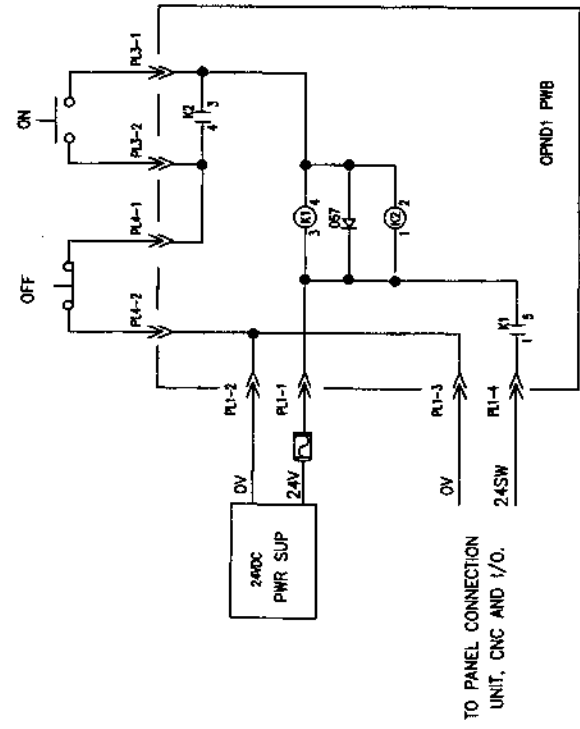 OFF
ON
PL4-2
PL4-1
PL3-2
PL3-1
K2
4
3
PL1-2
0V
24VDC
PWR SUP
24V
PL1-1
K1
3
4
D57
K2
1
2
PL1-3
0V
PL1-4
24SW
K1
1
5
TO PANEL CONNECTION
UNIT, CNC AND I/O.
OPND1 PWB